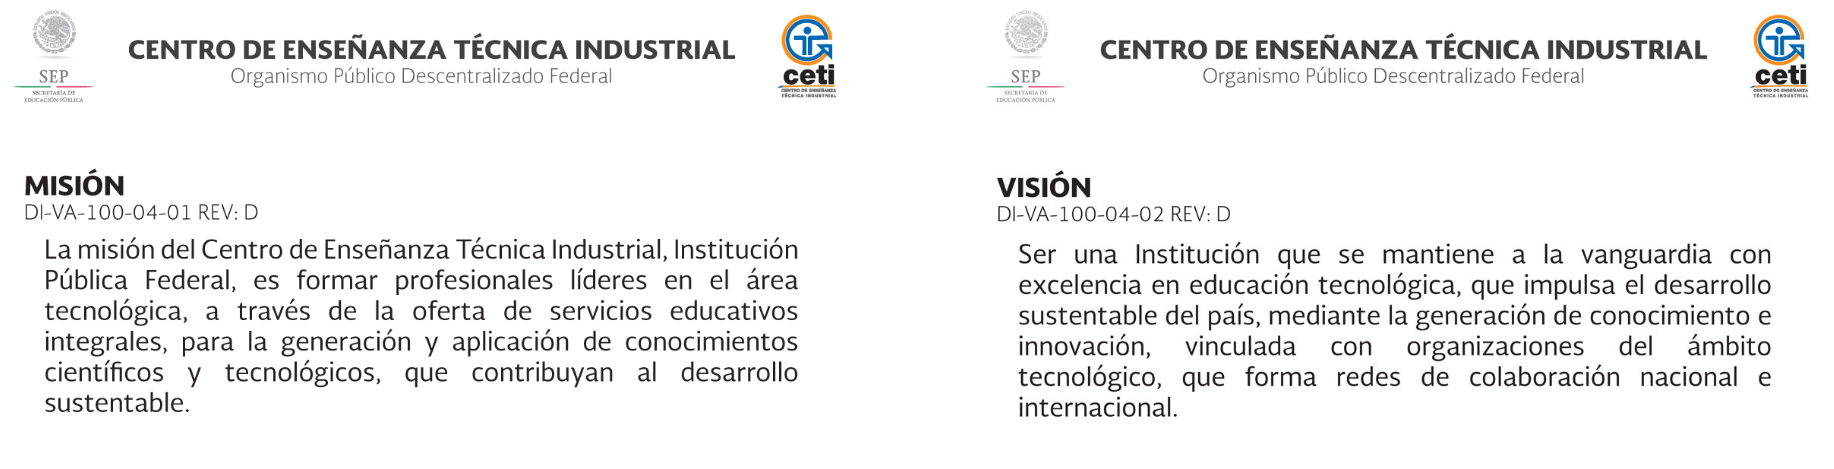 CENTRO DE ENSEÑANZA TÉCNICA INDUSTRIAL
Organismo Público Descentralizado Federal
SEP
SECRETARÍA DE
EDUCACIÓN PÚBLICA
ceti
CENTRO DE ENSEÑANZA
TÉCNICA INDUSTRIAL
MISIÓN
DI-VA-100-04-01 REV: D
La misión del Centro de Enseñanza Técnica Industrial, Institución
Pública Federal, es formar profesionales líderes en el área
tecnológica, a través de la oferta de servicios educativos
integrales, para la generación y aplicación de conocimientos
científicos y tecnológicos, que contribuyan al desarrollo
sustentable.
CENTRO DE ENSEÑANZA TÉCNICA INDUSTRIAL
Organismo Público Descentralizado Federal
SEP
SECRETARÍA DE
EDUCACIÓN PÚBLICA
ceti
CENTRO DE ENSEÑANZA
TÉCNICA INDUSTRIAL
VISIÓN
DI-VA-100-04-02 REV: D
Ser una Institución que se mantiene a la vanguardia con
excelencia en educación tecnológica, que impulsa el desarrollo
sustentable del país, mediante la generación de conocimiento e
innovación, vinculada con organizaciones del ámbito
tecnológico, que forma redes de colaboración nacional e
internacional.